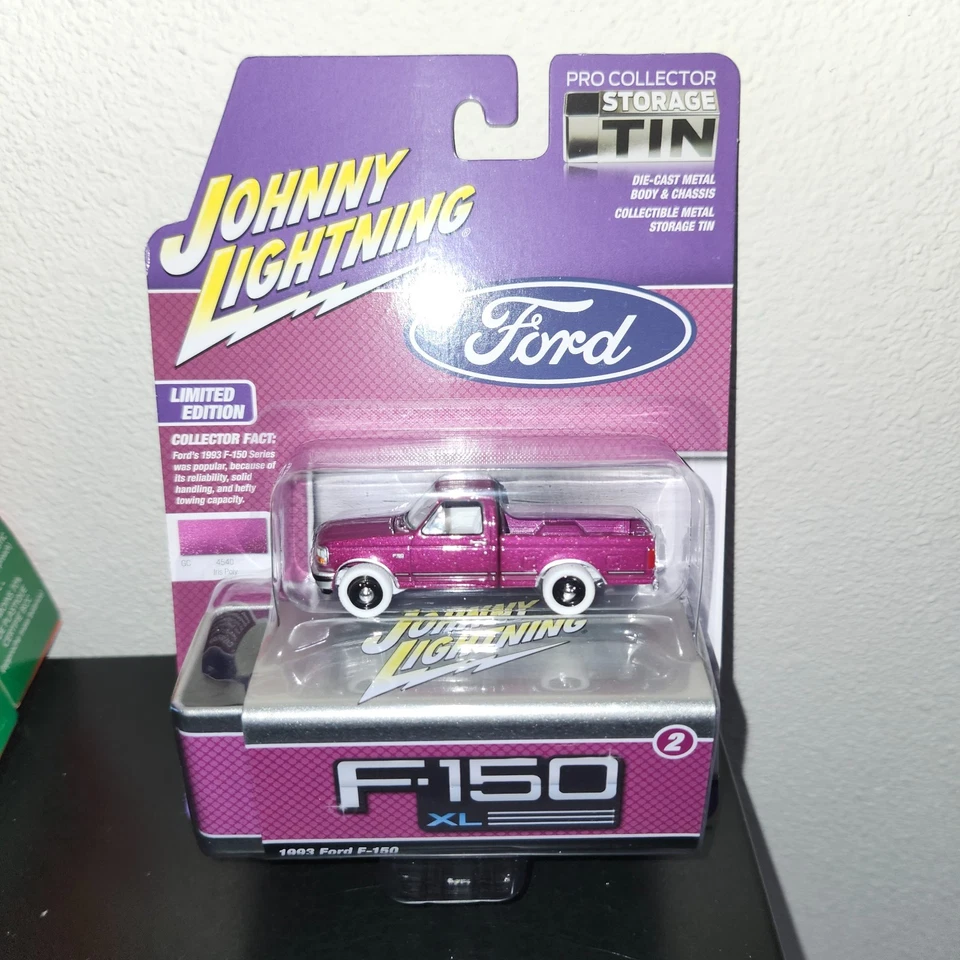 PRO COLLECTOR
STORAGE
TIN
DIE-CAST METAL
BODY & CHASSIS
COLLECTIBLE METAL
STORAGE TIN
JOHNNY
LIGHTNING
Ford
LIMITED
EDITION
COLLECTOR FACT:
Ford's 1993 F-150 Series
was popular, because of
its reliability, solid
handling, and hefty
towing capacity.
JOHNNY
LIGHTNING
2
F-150
XL
1993 Ford F-150